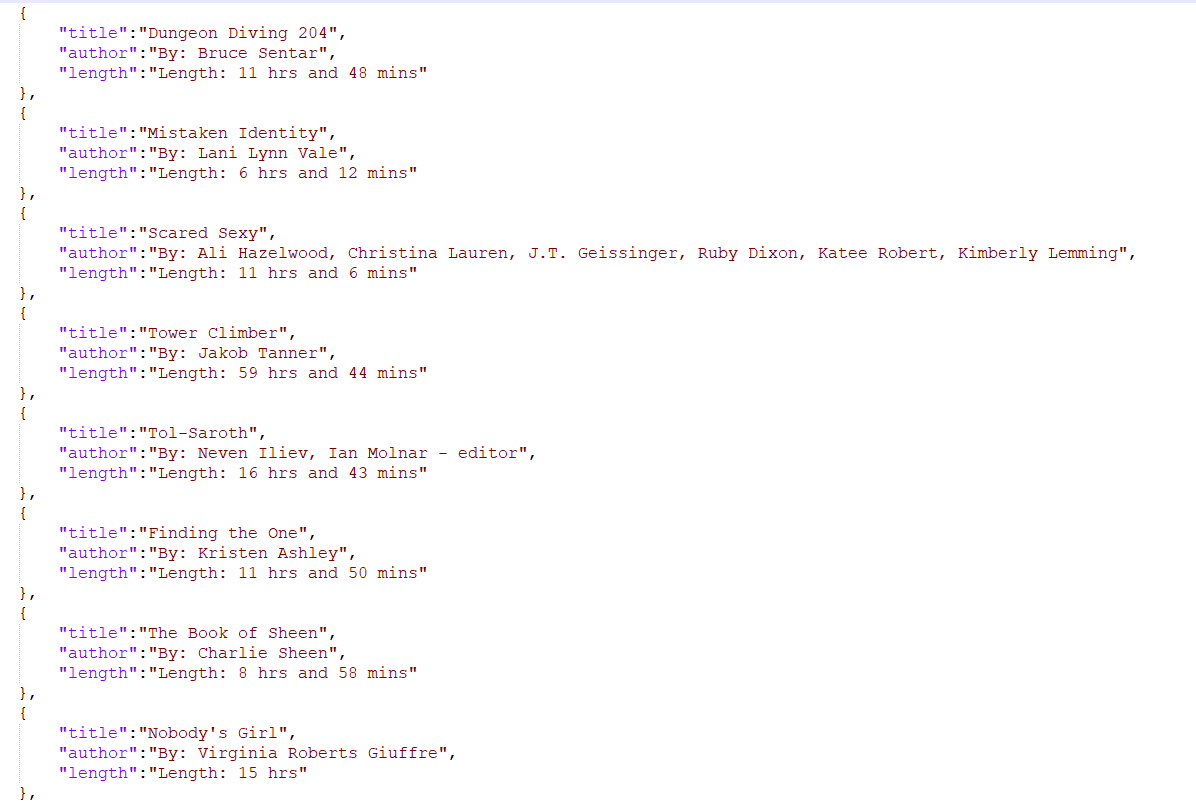 {
"title":"Dungeon Diving 204",
"author":"By: Bruce Sentar",
"length":"Length: 11 hrs and 48 mins"
},
{
"title":"Mistaken Identity",
"author":"By: Lani Lynn Vale",
"length":"Length: 6 hrs and 12 mins"
},
{
"title":"Scared Sexy",
"author":"By: Ali Hazelwood, Christina Lauren, J.T. Geissinger, Ruby Dixon, Katee Robert, Kimberly Lemming",
"length":"Length: 11 hrs and 6 mins"
},
{
"title":"Tower Climber",
"author":"By: Jakob Tanner",
"length":"Length: 59 hrs and 44 mins"
},
{
"title":"Tol-Saroth",
"author":"By: Neven Iliev, Ian Molnar - editor",
"length":"Length: 16 hrs and 43 mins"
},
{
"title":"Finding the One",
"author":"By: Kristen Ashley",
"length":"Length: 11 hrs and 50 mins"
},
{
"title":"The Book of Sheen",
"author":"By: Charlie Sheen",
"length":"Length: 8 hrs and 58 mins"
},
{
"title":"Nobody's Girl",
"author":"By: Virginia Roberts Giuffre",
"length":"Length: 15 hrs"
},